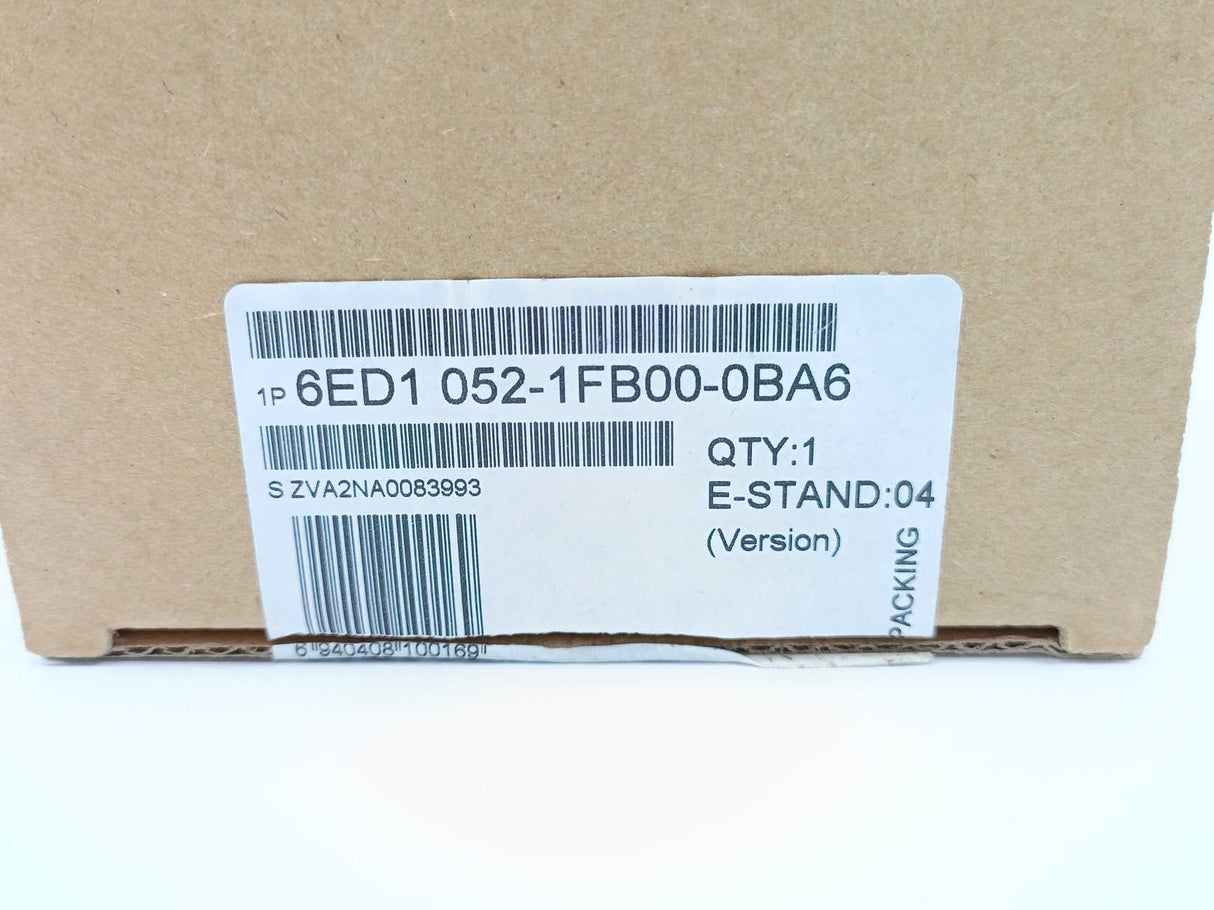 1P 6ED1 052-1FB00-0BA6
S ZVA2NA0083993
QTY:1
E-STAND:04
(Version)
PACKING
6 940408 100169